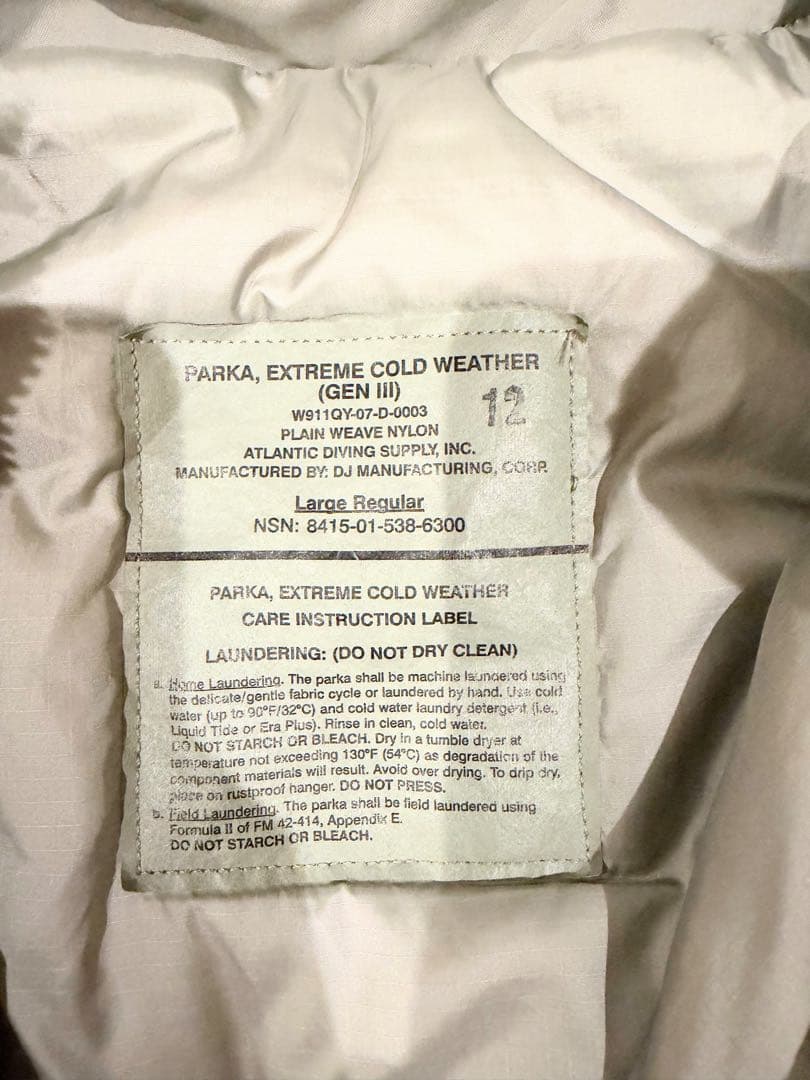 PARKA, EXTREME COLD WEATHER
(GEN III)
12
W911QY-07-D-0003
PLAIN WEAVE NYLON
ATLANTIC DIVING SUPPLY, INC.
MANUFACTURED BY: DJ MANUFACTURING, CORP.
Large Regular
NSN: 8415-01-538-6300
PARKA, EXTREME COLD WEATHER
CARE INSTRUCTION LABEL
LAUNDERING: (DO NOT DRY CLEAN)
a. Home Laundering. The parka shall be machine laundered using
the delicate/gentle fabric cycle or laundered by hand. Use cold
water (up to 90°F/32°C) and cold water laundry detergent (i.e.,
Liquid Tide or Era Plus). Rinse in clean, cold water.
DO NOT STARCH OR BLEACH. Dry in a tumble dryer at
temperature not exceeding 130°F (54°C) as degradation of the
component materials will result. Avoid over drying. To drip dry,
place on rustproof hanger. DO NOT PRESS.
b. Field Laundering. The parka shall be field laundered using
Formula II of FM 42-414, Appendix E.
DO NOT STARCH OR BLEACH.